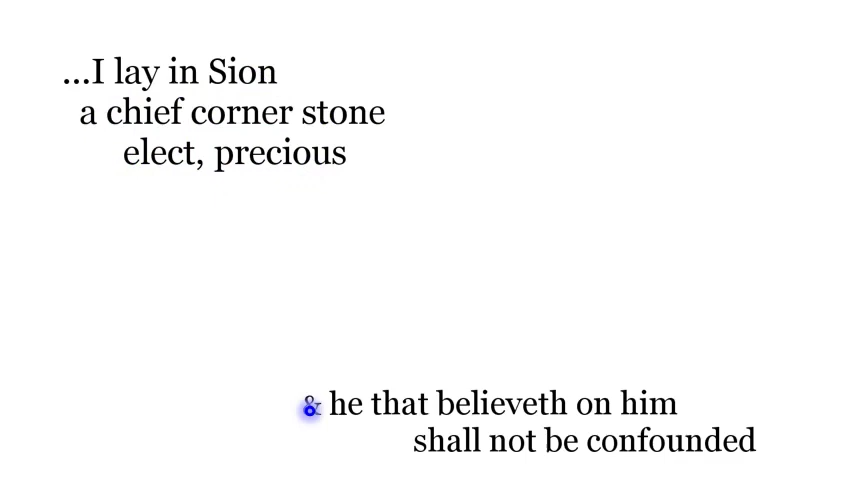 ...I lay in Sion
a chief corner stone
elect, precious
& he that believeth on him
shall not be confounded